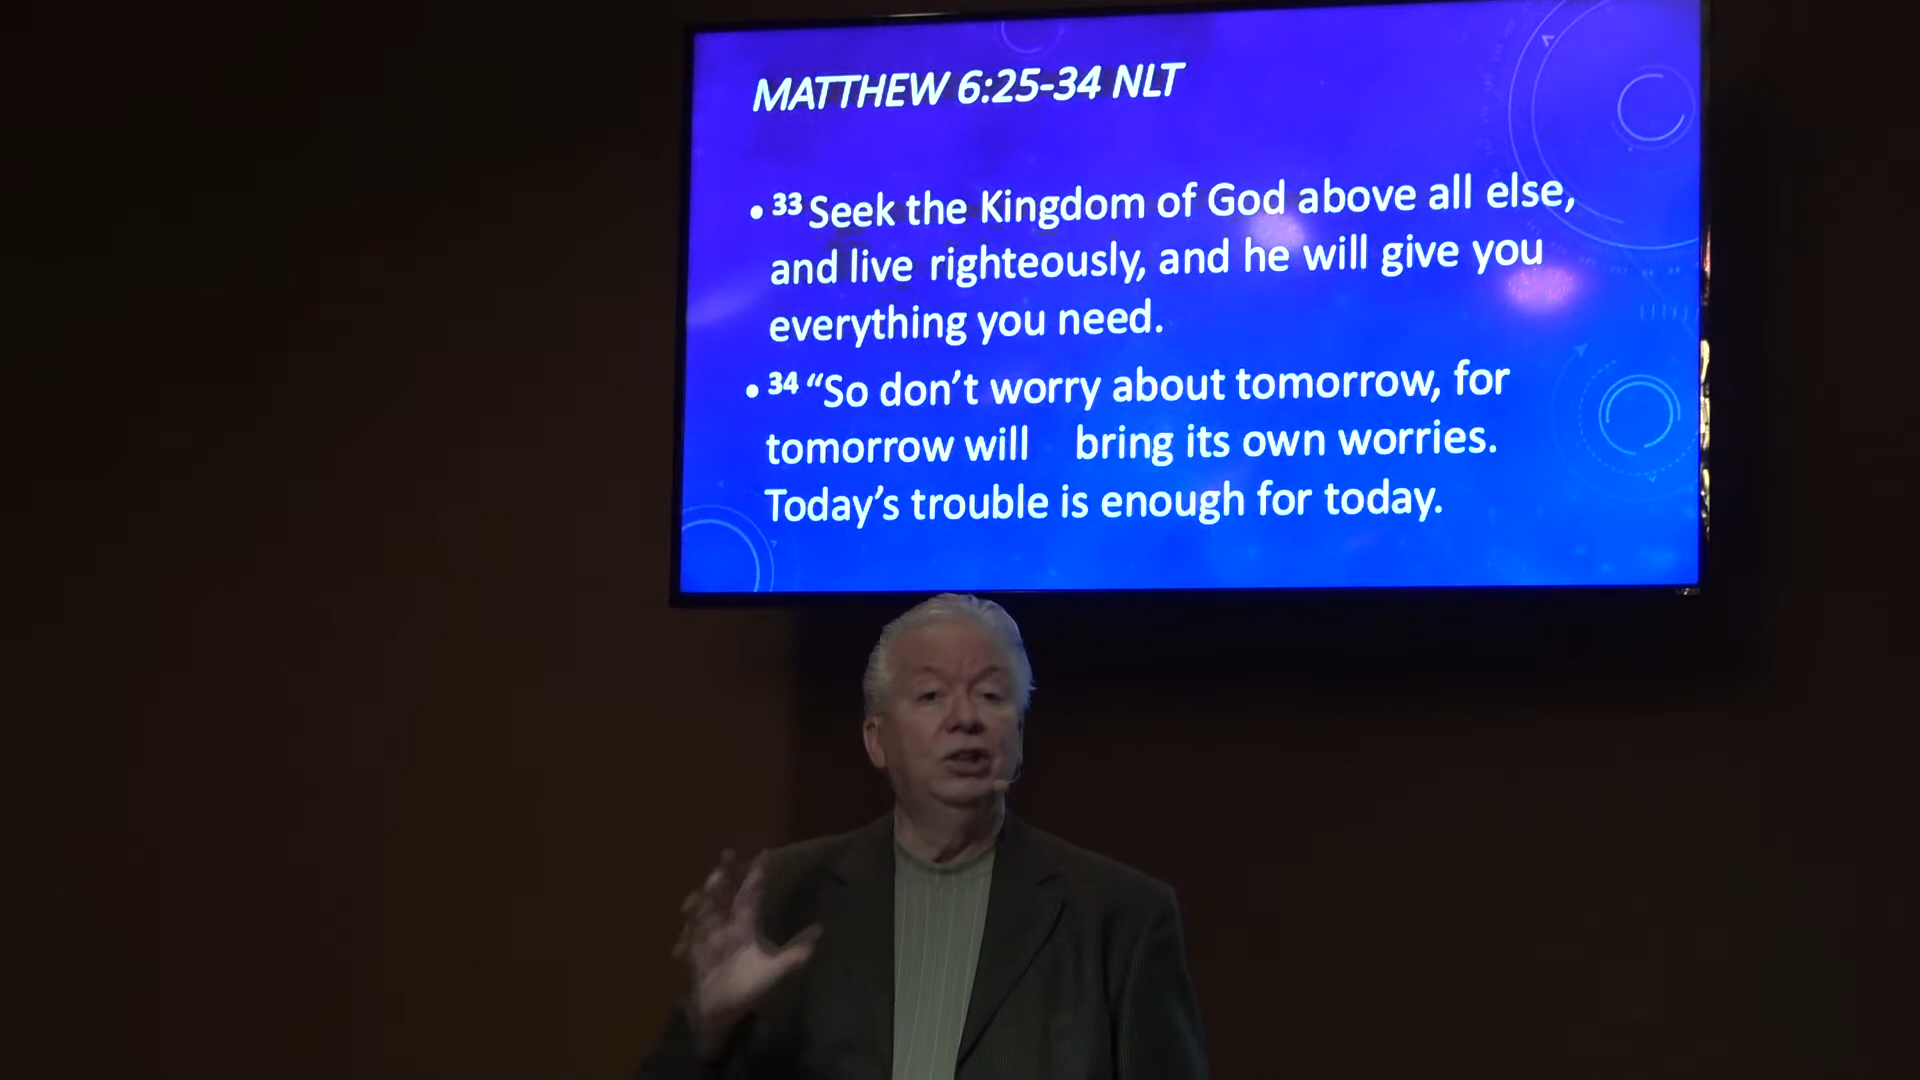 MATTHEW 6:25-34 NLT
• 33 Seek the Kingdom of God above all else,
and live righteously, and he will give you
everything you need.
• 34 “So don’t worry about tomorrow, for
tomorrow will bring its own worries.
Today’s trouble is enough for today.